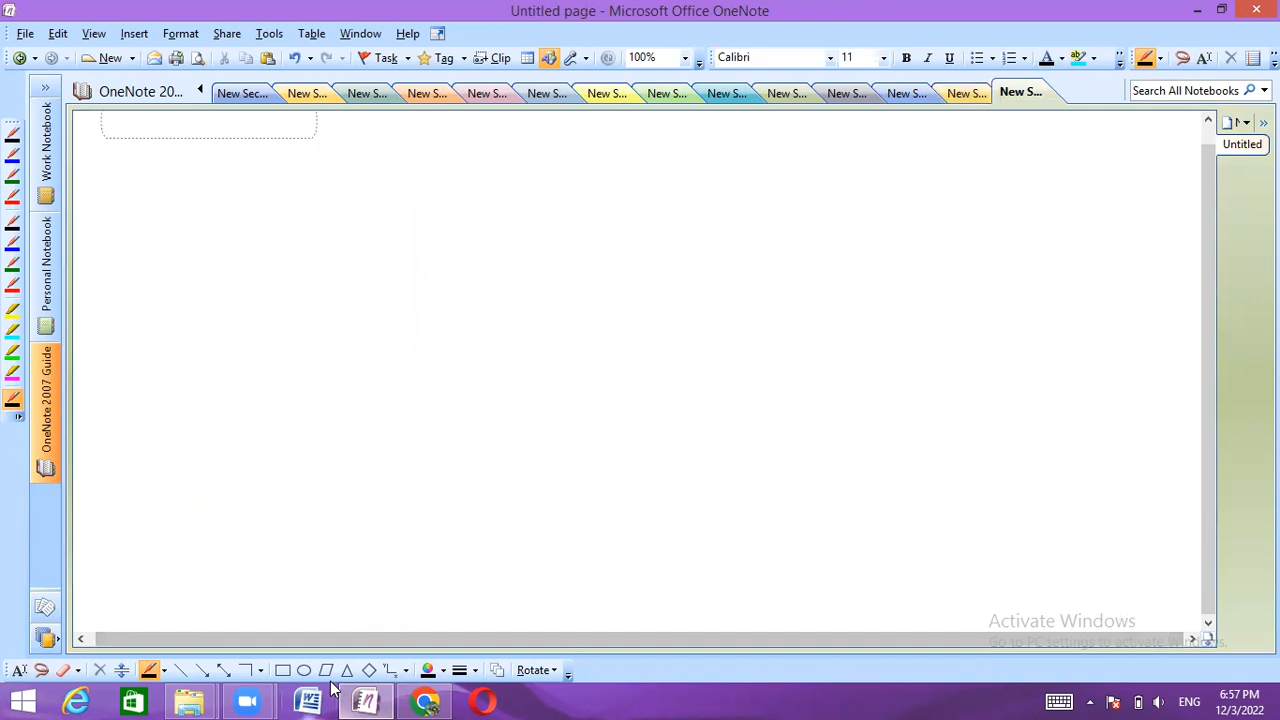 Untitled page - Microsoft Office OneNote
File Edit View Insert Format Share Tools Table Window Help
New Task Tag Clip 100% Calibri 11 B I U A ab A
OneNote 20... New Sec... New S... New S... New S... New S... New S... New S... New S... New S... New S... New S... New S... New S... New S... Search All Notebooks
Untitled
Work Notebook
Personal Notebook
OneNote 2007 Guide
Activate Windows
Go to PC settings to activate Windows.
A Rotate
ENG 6:57 PM
12/3/2022